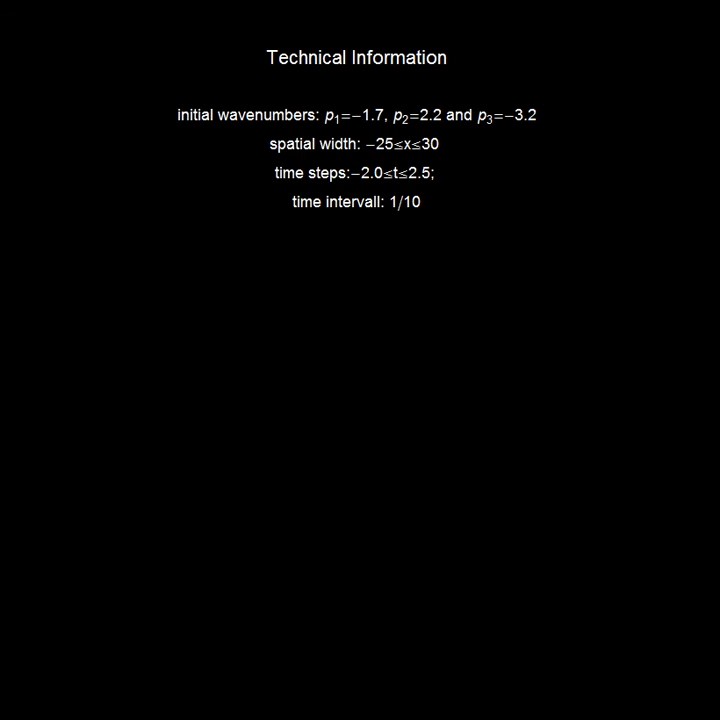 Technical Information
initial wavenumbers: p₁=−1.7, p₂=2.2 and p₃=−3.2
spatial width: −25≤x≤30
time steps:−2.0≤t≤2.5;
time intervall: 1/10